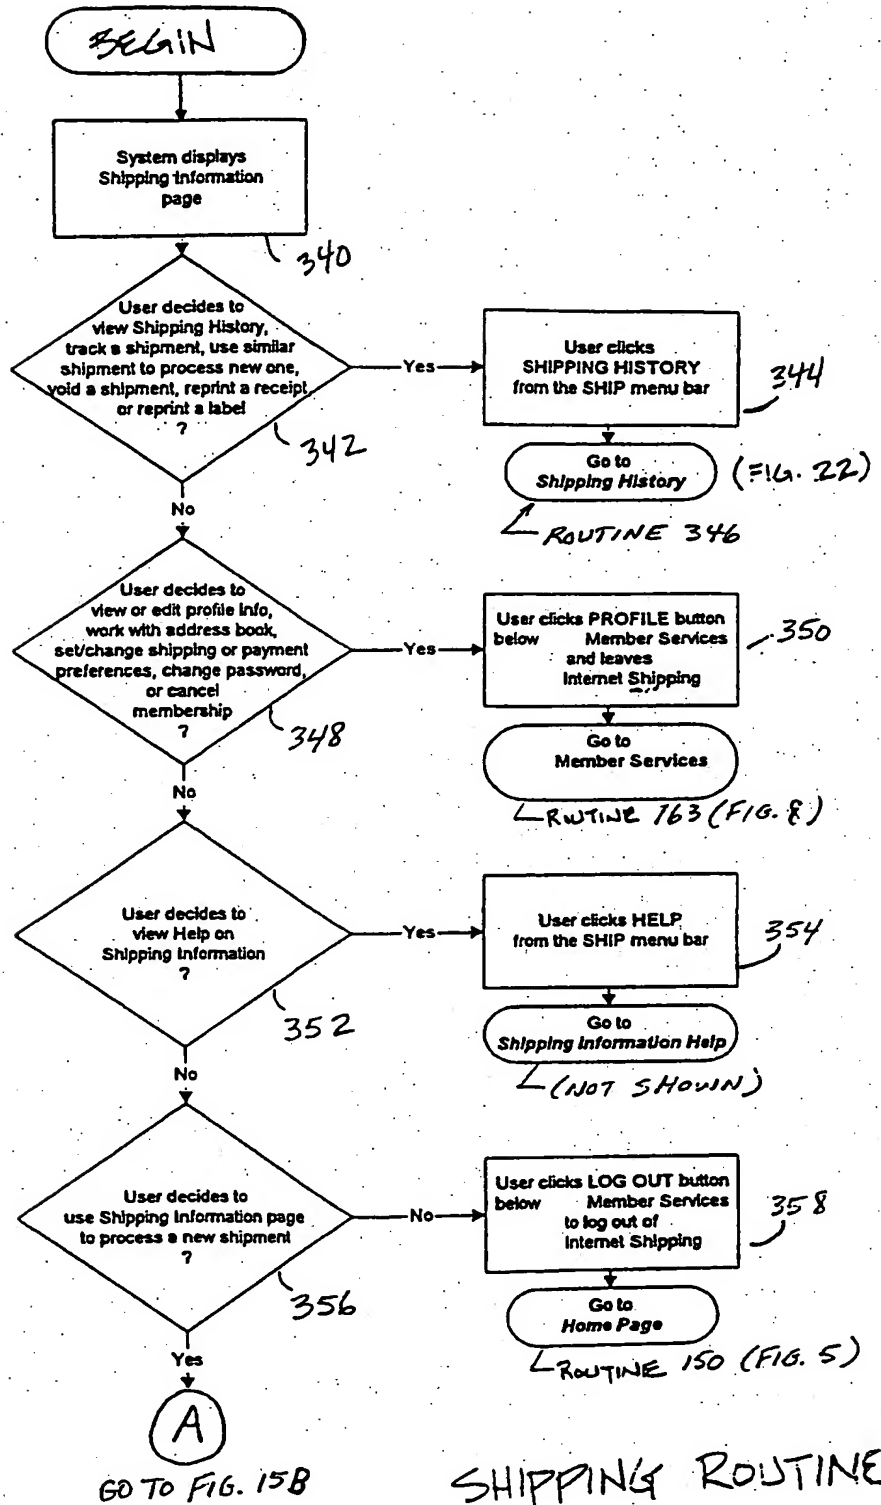 BEGIN
System displays
Shipping Information
page
340
User decides to
view Shipping History,
track a shipment, use similar
shipment to process new one,
void a shipment, reprint a receipt,
or reprint a label
?
342
Yes
User clicks
SHIPPING HISTORY
from the SHIP menu bar
344
Go to
Shipping History
(FIG. 22)
ROUTINE 346
No
User decides to
view or edit profile info,
work with address book,
set/change shipping or payment
preferences, change password,
or cancel
membership
?
348
Yes
User clicks PROFILE button
below Member Services
and leaves
Internet Shipping
350
Go to
Member Services
ROUTINE 163 (FIG. 8)
No
User decides to
view Help on
Shipping Information
?
352
Yes
User clicks HELP
from the SHIP menu bar
354
Go to
Shipping Information Help
(NOT SHOWN)
No
User decides to
use Shipping Information page
to process a new shipment
?
356
No
User clicks LOG OUT button
below Member Services
to log out of
Internet Shipping
358
Go to
Home Page
ROUTINE 150 (FIG. 5)
Yes
A
GO TO FIG. 15B
SHIPPING ROUTINE